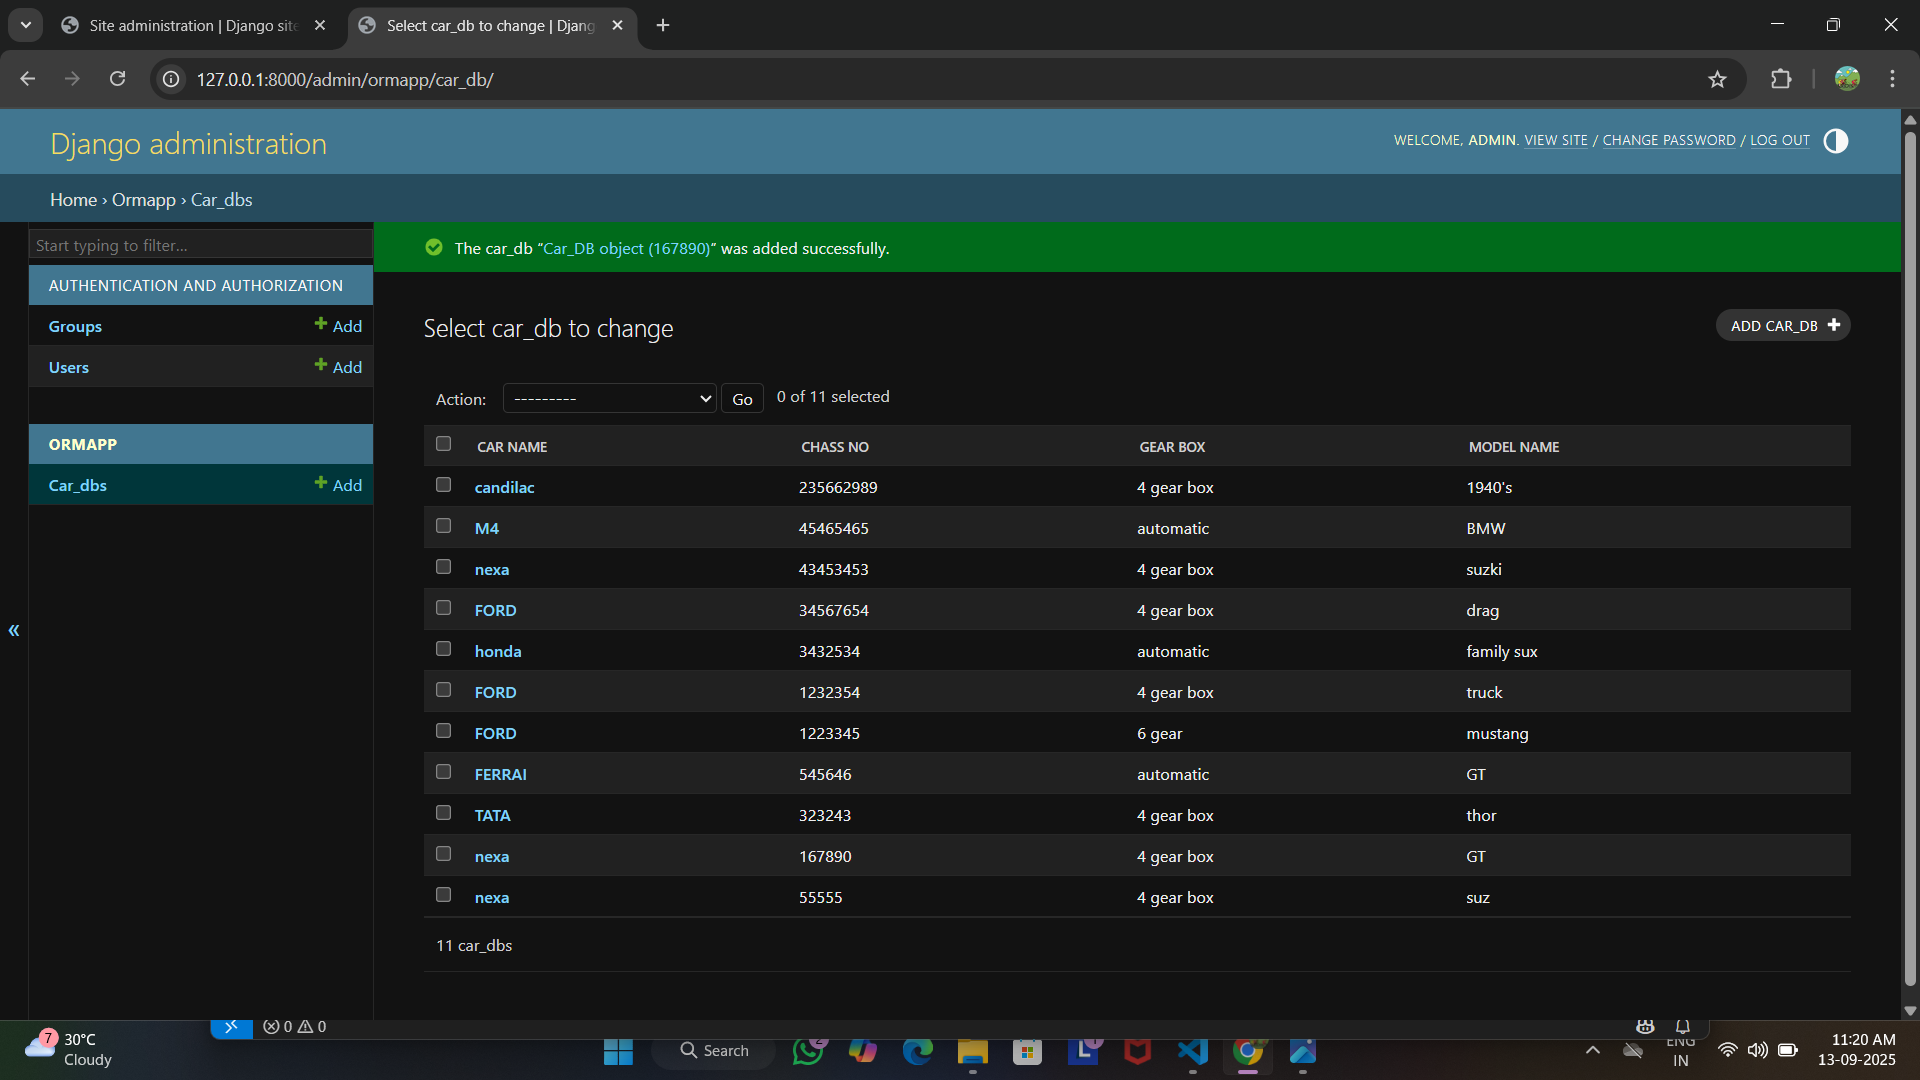 Site administration | Django site
Select car_db to change | Djang
127.0.0.1:8000/admin/ormapp/car_db/
Django administration
WELCOME, ADMIN. VIEW SITE / CHANGE PASSWORD / LOG OUT
Home › Ormapp › Car_dbs
Start typing to filter...
The car_db “Car_DB object (167890)” was added successfully.
AUTHENTICATION AND AUTHORIZATION
Groups Add
Users Add
ORMAPP
Car_dbs Add
Select car_db to change
ADD CAR_DB
Action: --------- Go 0 of 11 selected
CAR NAME CHASS NO GEAR BOX MODEL NAME
candilac 235662989 4 gear box 1940's
M4 45465465 automatic BMW
nexa 43453453 4 gear box suzki
FORD 34567654 4 gear box drag
honda 3432534 automatic family sux
FORD 1232354 4 gear box truck
FORD 1223345 6 gear mustang
FERRAI 545646 automatic GT
TATA 323243 4 gear box thor
nexa 167890 4 gear box GT
nexa 55555 4 gear box suz
11 car_dbs
«
0 0
7
30°C
Cloudy
Search
2
L
1
ENG
IN
11:20 AM
13-09-2025